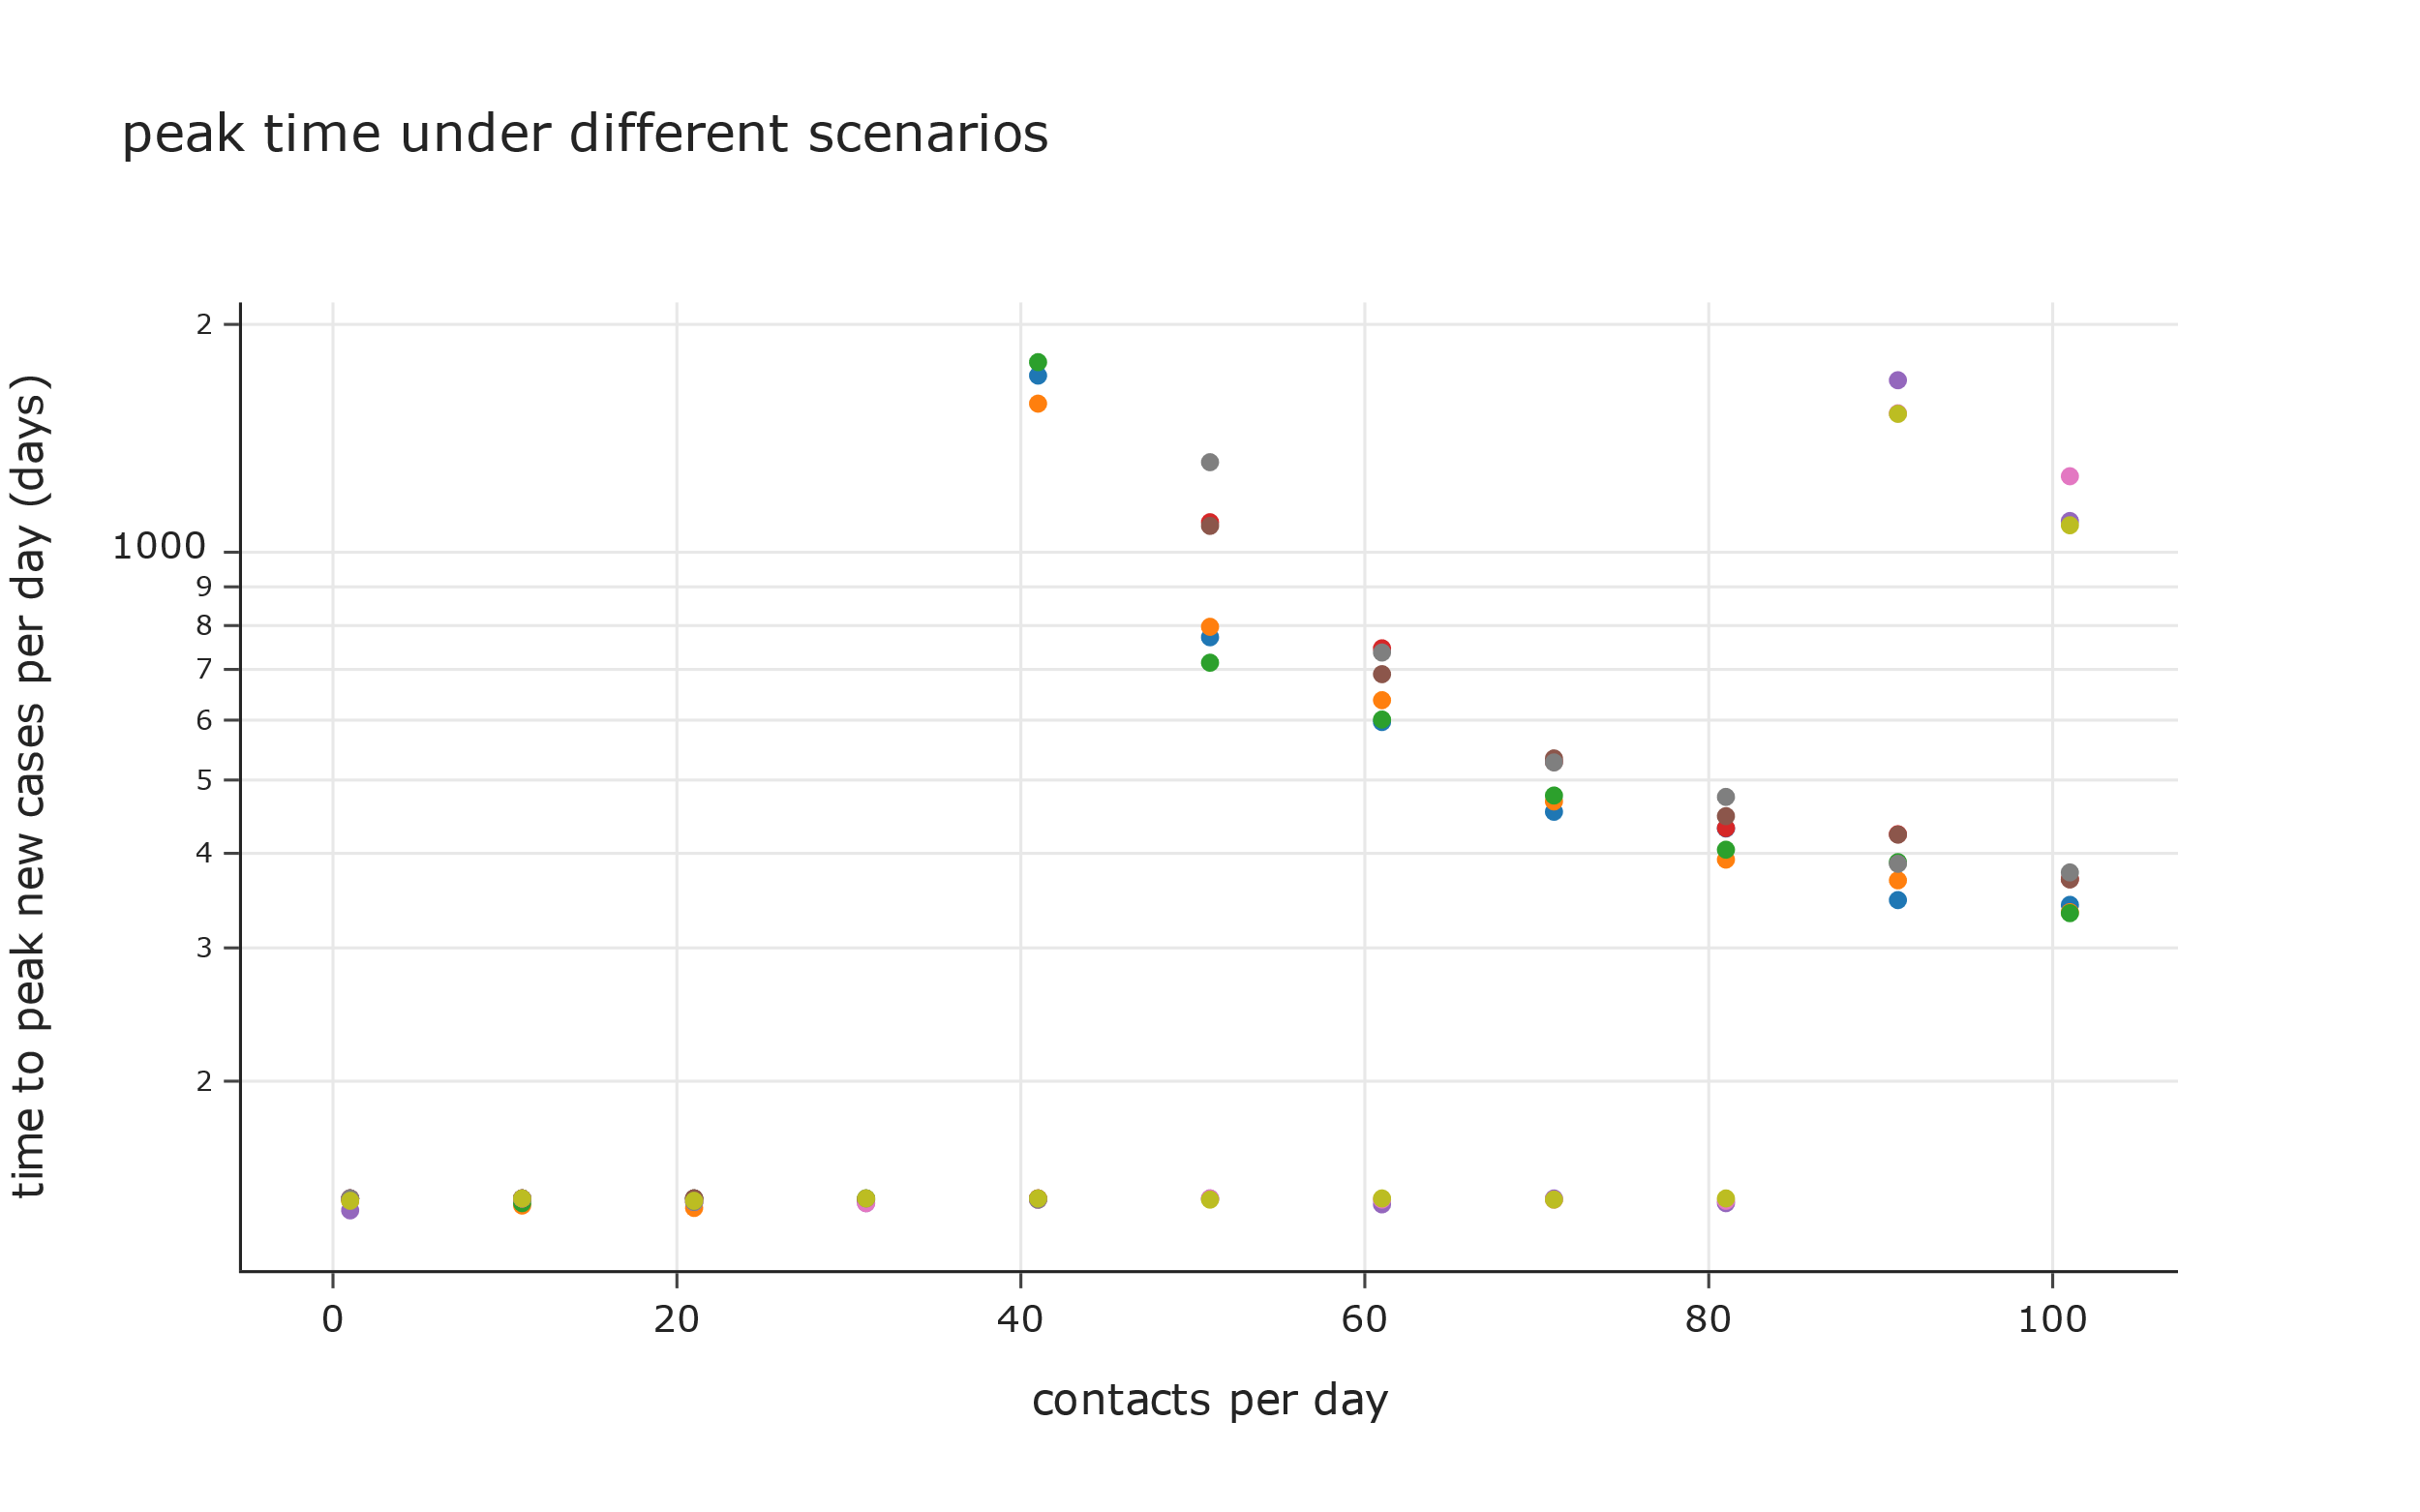 peak time under different scenarios
time to peak new cases per day (days)
2
1000
9
8
7
6
5
4
3
2
0 20 40 60 80 100
contacts per day